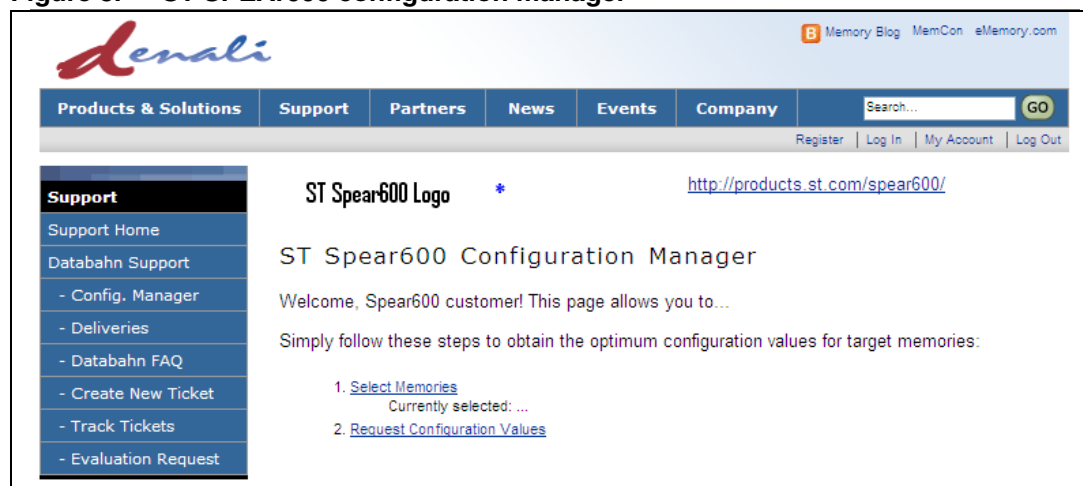 denali
B Memory Blog MemCon eMemory.com
Products & Solutions Support Partners News Events Company Search... GO
Register | Log In | My Account | Log Out
Support
Support Home
Databahn Support
- Config. Manager
- Deliveries
- Databahn FAQ
- Create New Ticket
- Track Tickets
- Evaluation Request
ST Spear600 Logo * http://products.st.com/spear600/
ST Spear600 Configuration Manager
Welcome, Spear600 customer! This page allows you to...
Simply follow these steps to obtain the optimum configuration values for target memories:
1. Select Memories
Currently selected: ...
2. Request Configuration Values